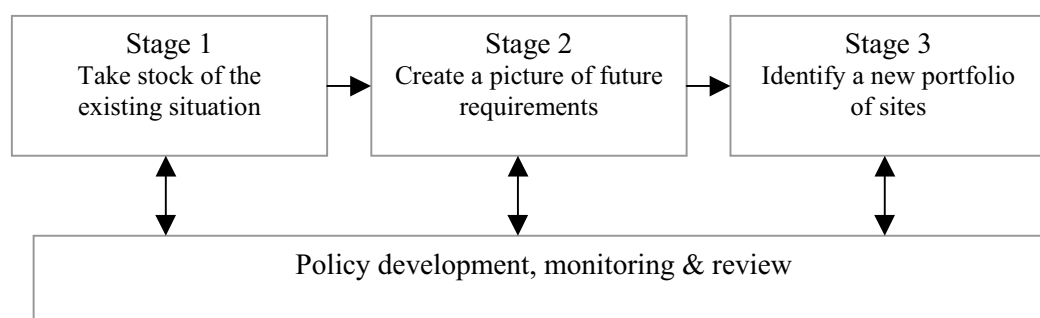 Stage 1
Take stock of the
existing situation
Stage 2
Create a picture of future
requirements
Stage 3
Identify a new portfolio
of sites
Policy development, monitoring & review